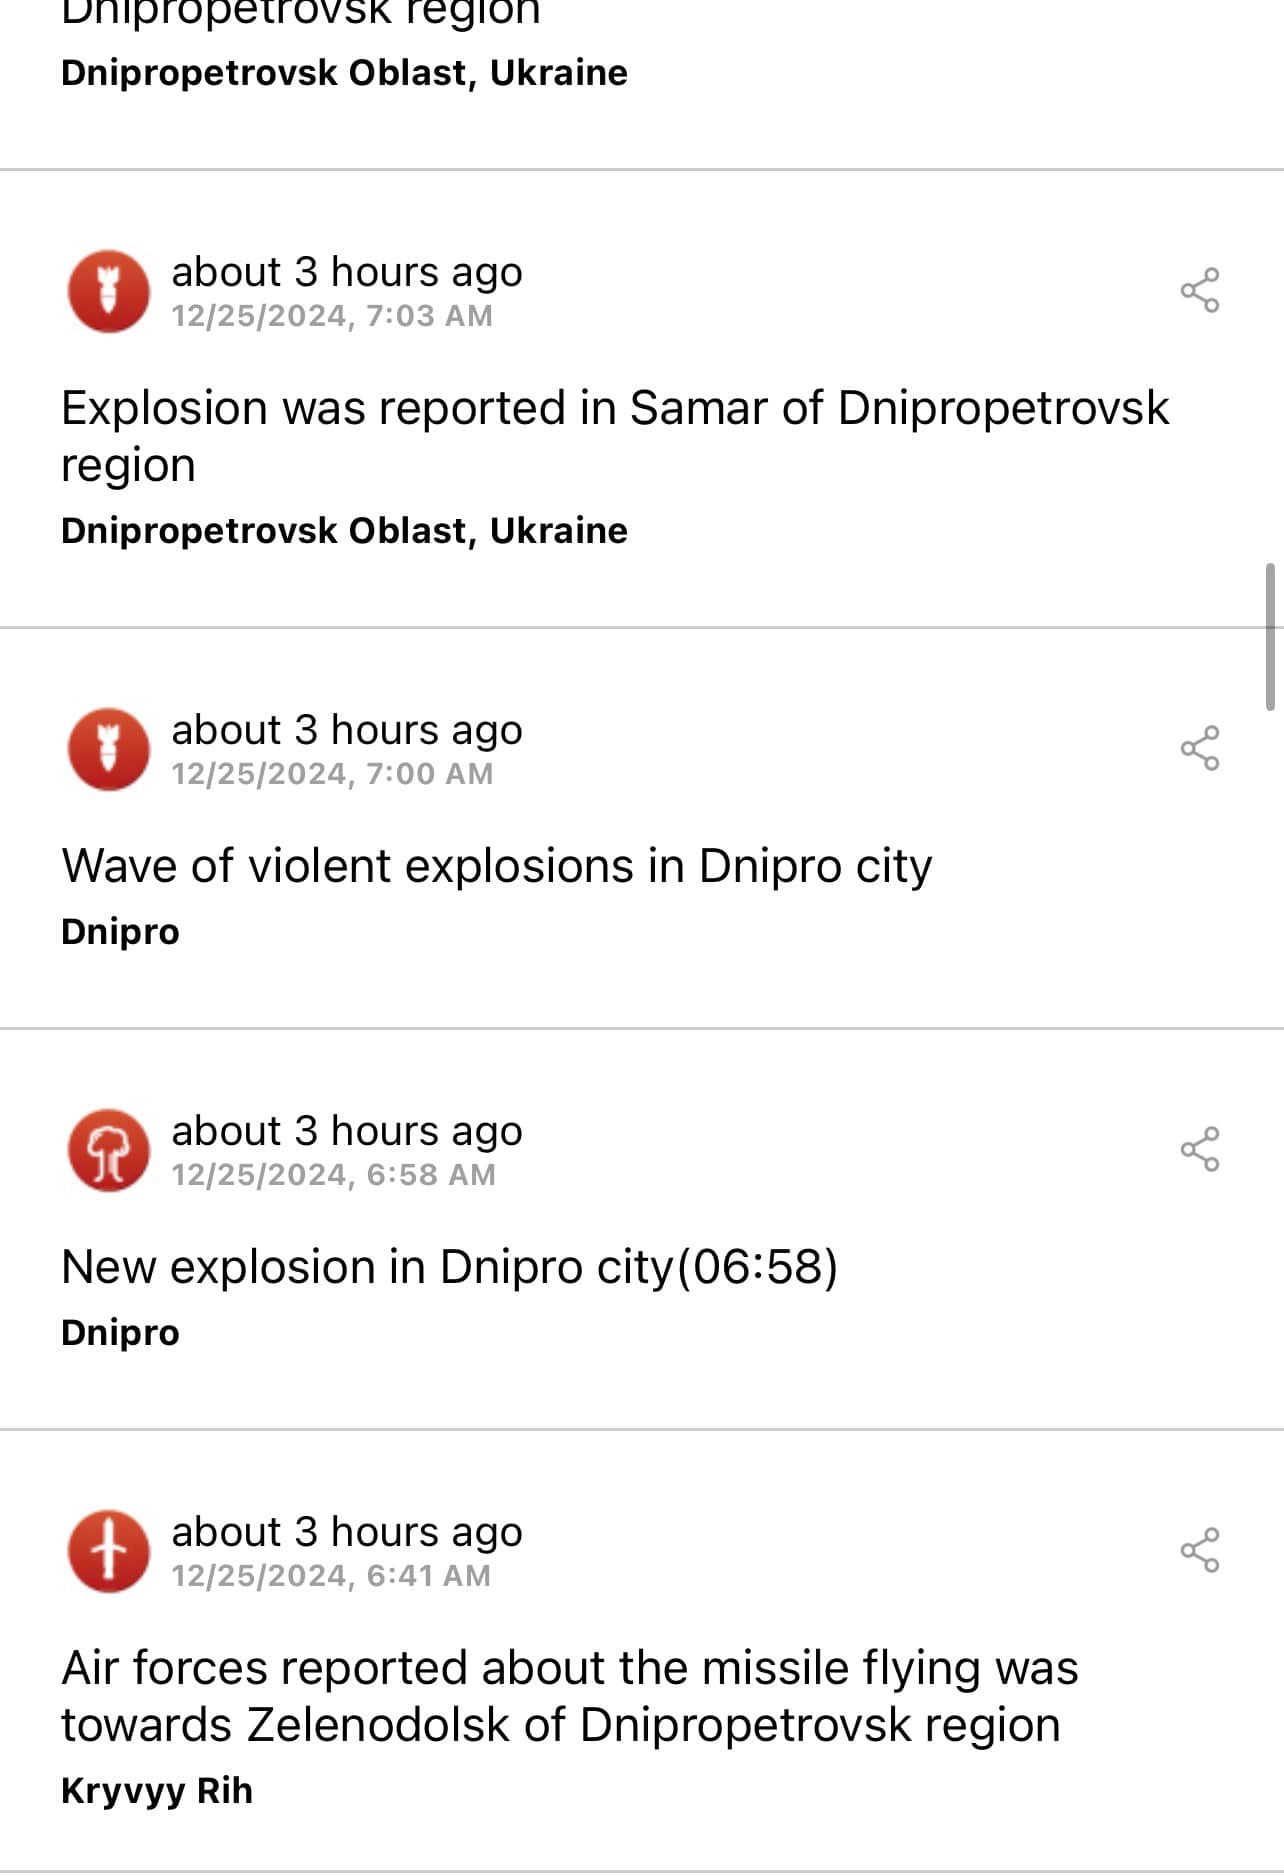 Dnipropetrovsk region
Dnipropetrovsk Oblast, Ukraine
about 3 hours ago
12/25/2024, 7:03 AM
Explosion was reported in Samar of Dnipropetrovsk
region
Dnipropetrovsk Oblast, Ukraine
about 3 hours ago
12/25/2024, 7:00 AM
Wave of violent explosions in Dnipro city
Dnipro
about 3 hours ago
12/25/2024, 6:58 AM
New explosion in Dnipro city(06:58)
Dnipro
about 3 hours ago
12/25/2024, 6:41 AM
Air forces reported about the missile flying was
towards Zelenodolsk of Dnipropetrovsk region
Kryvyy Rih